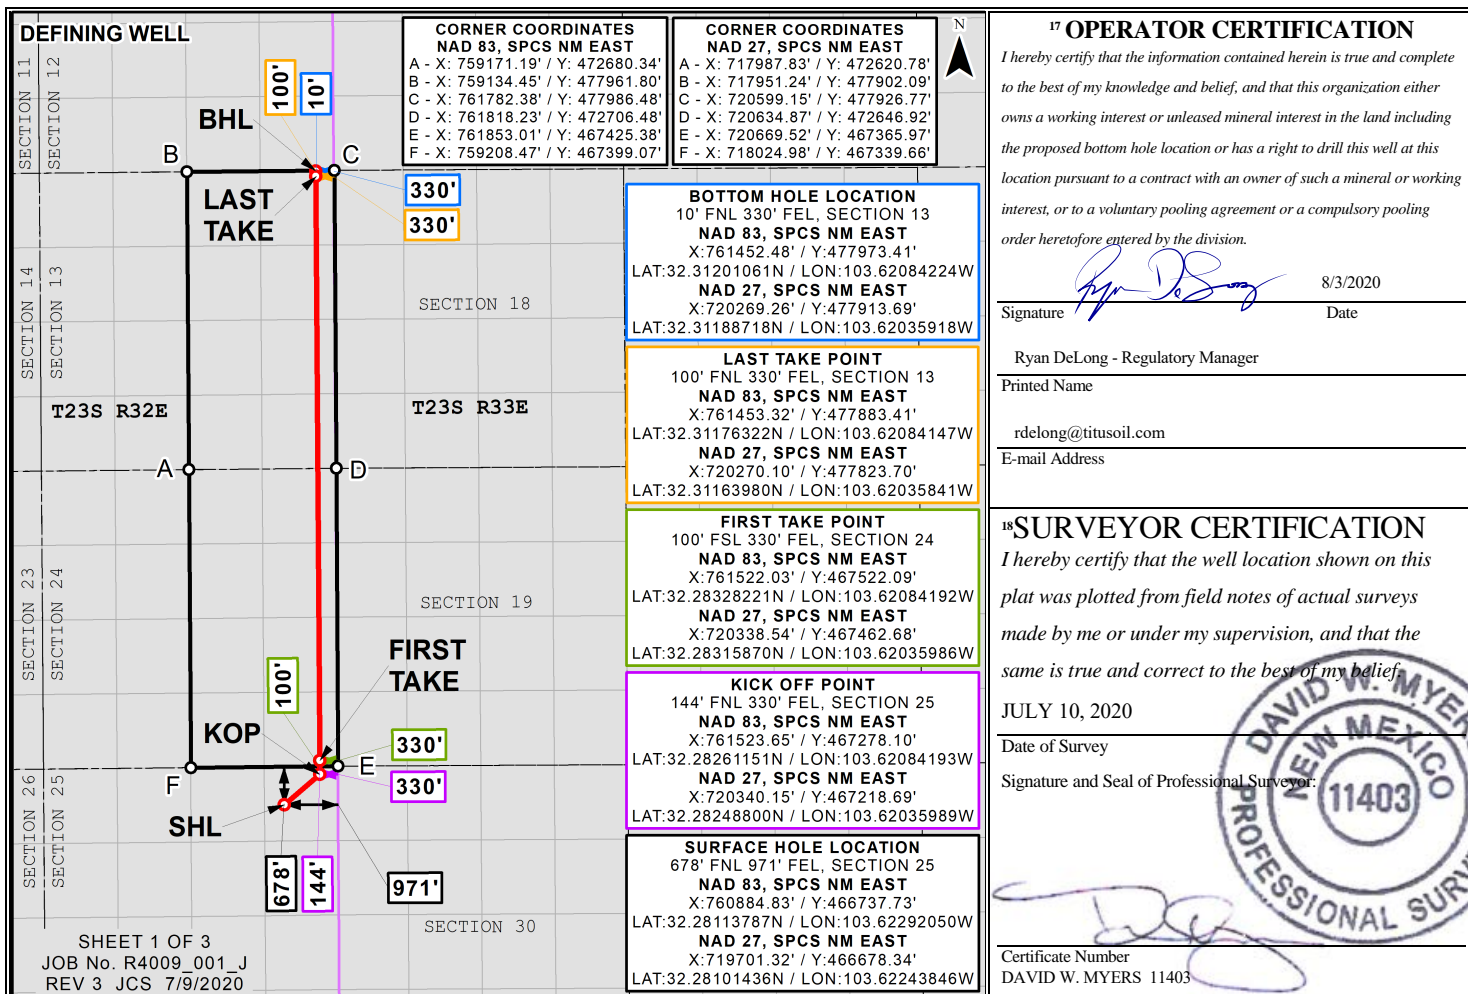 DEFINING WELL
SECTION 11
SECTION 12
CORNER COORDINATES
NAD 83, SPCS NM EAST
A - X: 759171.19' / Y: 472680.34'
B - X: 759134.45' / Y: 477961.80'
C - X: 761782.38' / Y: 477986.48'
D - X: 761818.23' / Y: 472706.48'
E - X: 761853.01' / Y: 467425.38'
F - X: 759208.47' / Y: 467399.07'
CORNER COORDINATES
NAD 27, SPCS NM EAST
A - X: 717987.83' / Y: 472620.78'
B - X: 717951.24' / Y: 477902.09'
C - X: 720599.15' / Y: 477926.77'
D - X: 720634.87' / Y: 472646.92'
E - X: 720669.52' / Y: 467365.97'
F - X: 718024.98' / Y: 467339.66'
N
100'
10'
BHL
B
C
LAST
TAKE
330'
330'
SECTION 14
SECTION 13
SECTION 18
T23S R32E
T23S R33E
A
D
SECTION 23
SECTION 24
SECTION 19
FIRST
TAKE
100'
KOP
330'
F
E
330'
SHL
SECTION 26
SECTION 25
678'
144'
971'
SECTION 30
SHEET 1 OF 3
JOB No. R4009_001_J
REV 3 JCS 7/9/2020
BOTTOM HOLE LOCATION
10' FNL 330' FEL, SECTION 13
NAD 83, SPCS NM EAST
X:761452.48' / Y:477973.41'
LAT:32.31201061N / LON:103.62084224W
NAD 27, SPCS NM EAST
X:720269.26' / Y:477913.69'
LAT:32.31188718N / LON:103.62035918W
LAST TAKE POINT
100' FNL 330' FEL, SECTION 13
NAD 83, SPCS NM EAST
X:761453.32' / Y:477883.41'
LAT:32.31176322N / LON:103.62084147W
NAD 27, SPCS NM EAST
X:720270.10' / Y:477823.70'
LAT:32.31163980N / LON:103.62035841W
FIRST TAKE POINT
100' FSL 330' FEL, SECTION 24
NAD 83, SPCS NM EAST
X:761522.03' / Y:467522.09'
LAT:32.28328221N / LON:103.62084192W
NAD 27, SPCS NM EAST
X:720338.54' / Y:467462.68'
LAT:32.28315870N / LON:103.62035986W
KICK OFF POINT
144' FNL 330' FEL, SECTION 25
NAD 83, SPCS NM EAST
X:761523.65' / Y:467278.10'
LAT:32.28261151N / LON:103.62084193W
NAD 27, SPCS NM EAST
X:720340.15' / Y:467218.69'
LAT:32.28248800N / LON:103.62035989W
SURFACE HOLE LOCATION
678' FNL 971' FEL, SECTION 25
NAD 83, SPCS NM EAST
X:760884.83' / Y:466737.73'
LAT:32.28113787N / LON:103.62292050W
NAD 27, SPCS NM EAST
X:719701.32' / Y:466678.34'
LAT:32.28101436N / LON:103.62243846W
17 OPERATOR CERTIFICATION
I hereby certify that the information contained herein is true and complete
to the best of my knowledge and belief, and that this organization either
owns a working interest or unleased mineral interest in the land including
the proposed bottom hole location or has a right to drill this well at this
location pursuant to a contract with an owner of such a mineral or working
interest, or to a voluntary pooling agreement or a compulsory pooling
order heretofore entered by the division.
8/3/2020
Signature Date
Ryan DeLong - Regulatory Manager
Printed Name
rdelong@titusoil.com
E-mail Address
18SURVEYOR CERTIFICATION
I hereby certify that the well location shown on this
plat was plotted from field notes of actual surveys
made by me or under my supervision, and that the
same is true and correct to the best of my belief.
JULY 10, 2020
Date of Survey
Signature and Seal of Professional Surveyor:
DAVID W. MYER
NEW MEXICO
11403
PROFESSIONAL SURV
Certificate Number
DAVID W. MYERS 11403